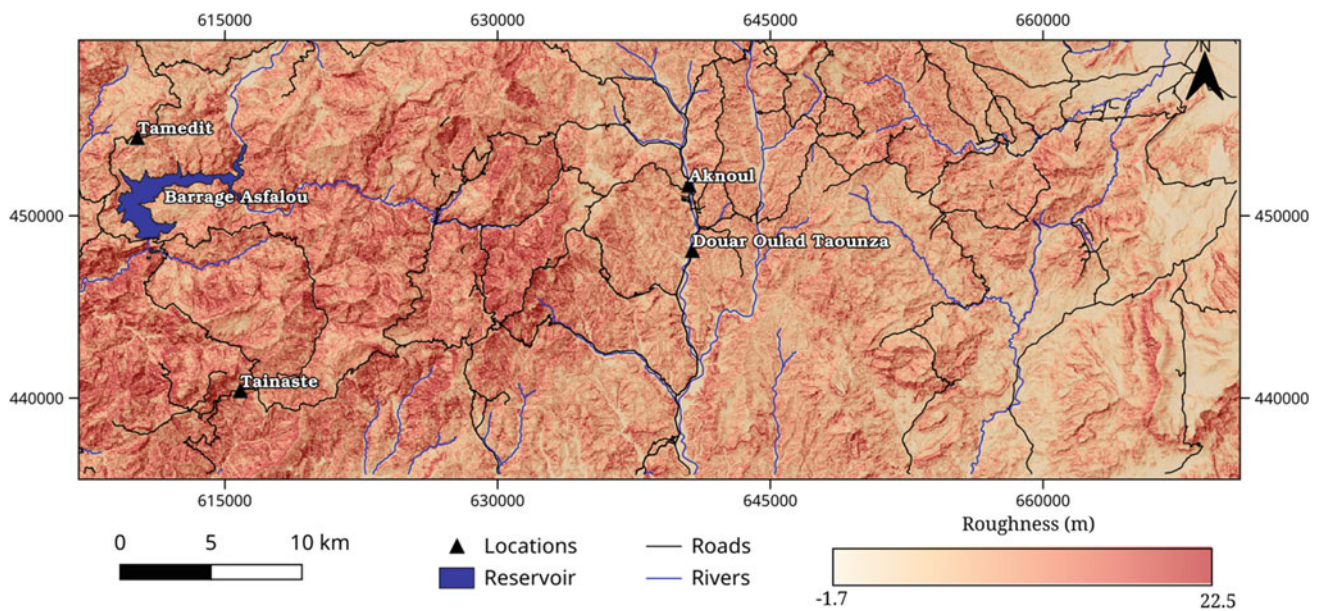 615000 630000 645000 660000
N
Tamedit
Aknoul
Barrage Asfalou
450000 450000
Douar Oulad Taounza
Tainaste
440000 440000
615000 630000 645000 660000
Roughness (m)
0 5 10 km
Locations Roads
Reservoir Rivers
-1.7 22.5